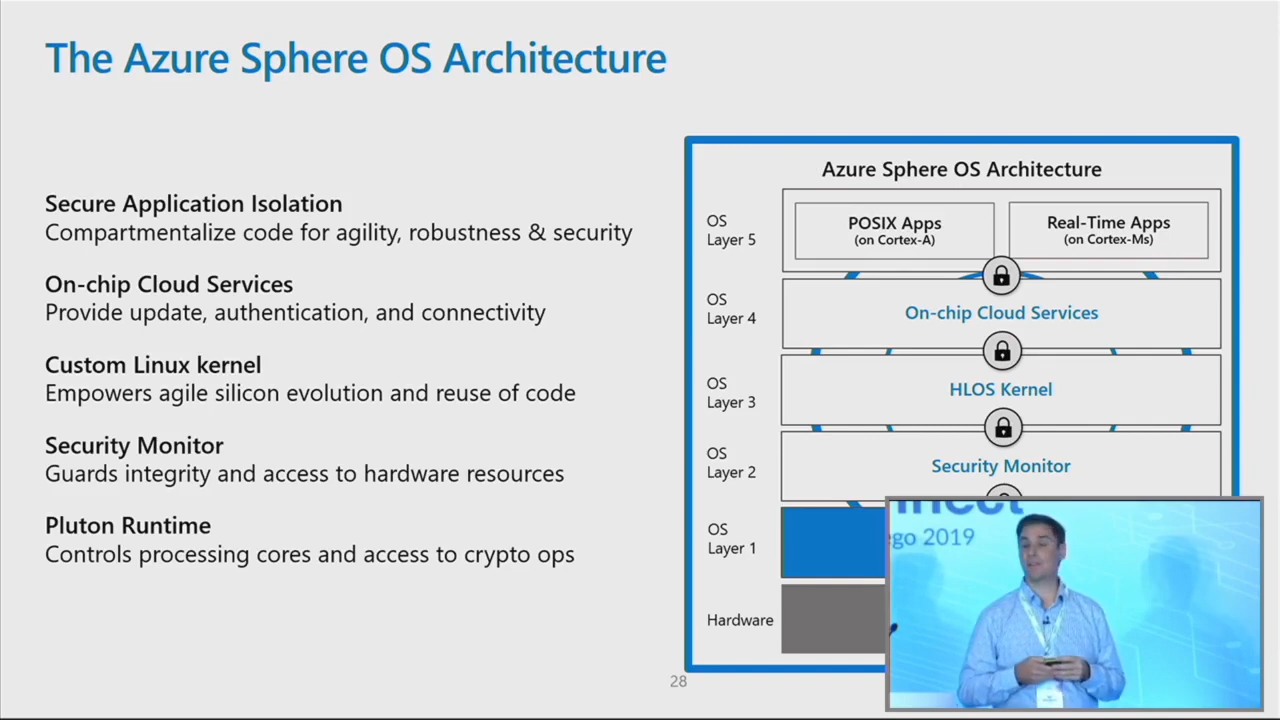 The Azure Sphere OS Architecture
Secure Application Isolation
Compartmentalize code for agility, robustness & security
On-chip Cloud Services
Provide update, authentication, and connectivity
Custom Linux kernel
Empowers agile silicon evolution and reuse of code
Security Monitor
Guards integrity and access to hardware resources
Pluton Runtime
Controls processing cores and access to crypto ops
Azure Sphere OS Architecture
OS
Layer 5
POSIX Apps
(on Cortex-A)
Real-Time Apps
(on Cortex-Ms)
OS
Layer 4
On-chip Cloud Services
OS
Layer 3
HLOS Kernel
OS
Layer 2
Security Monitor
OS
Layer 1
Hardware
nnect
ego 2019
28